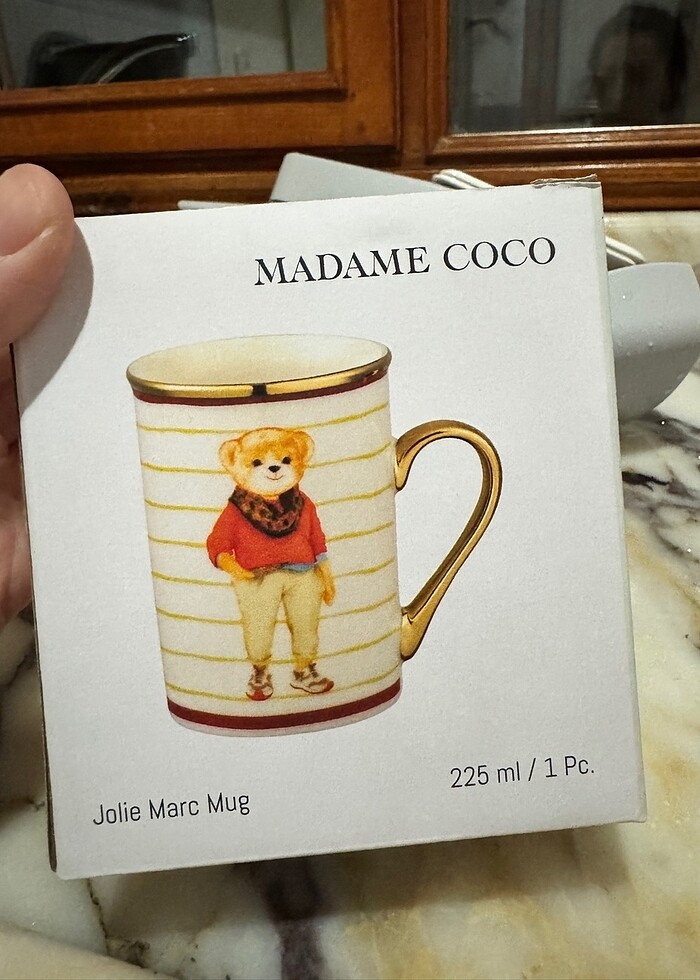 MADAME COCO
Jolie Marc Mug
225 ml / 1 Pc.